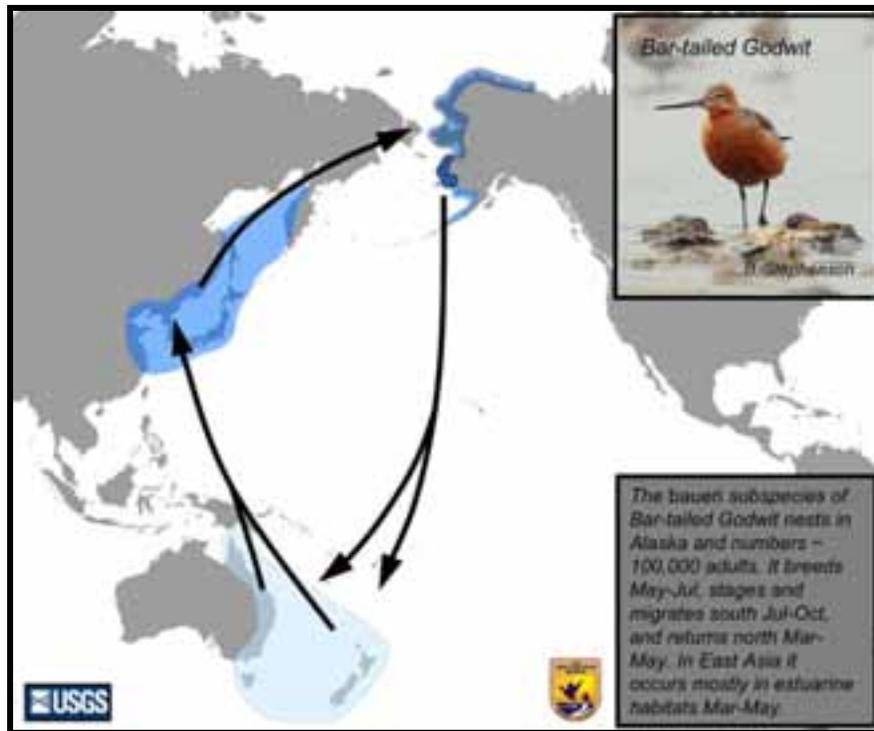 Bar-tailed Godwit
B.Stephenson
The baueri subspecies of
Bar-tailed Godwit nests in
Alaska and numbers ~
100,000 adults. It breeds
May-Jul, stages and
migrates south Jul-Oct,
and returns north Mar-
May. In East Asia it
occurs mostly in estuarine
habitats Mar-May.
USGS